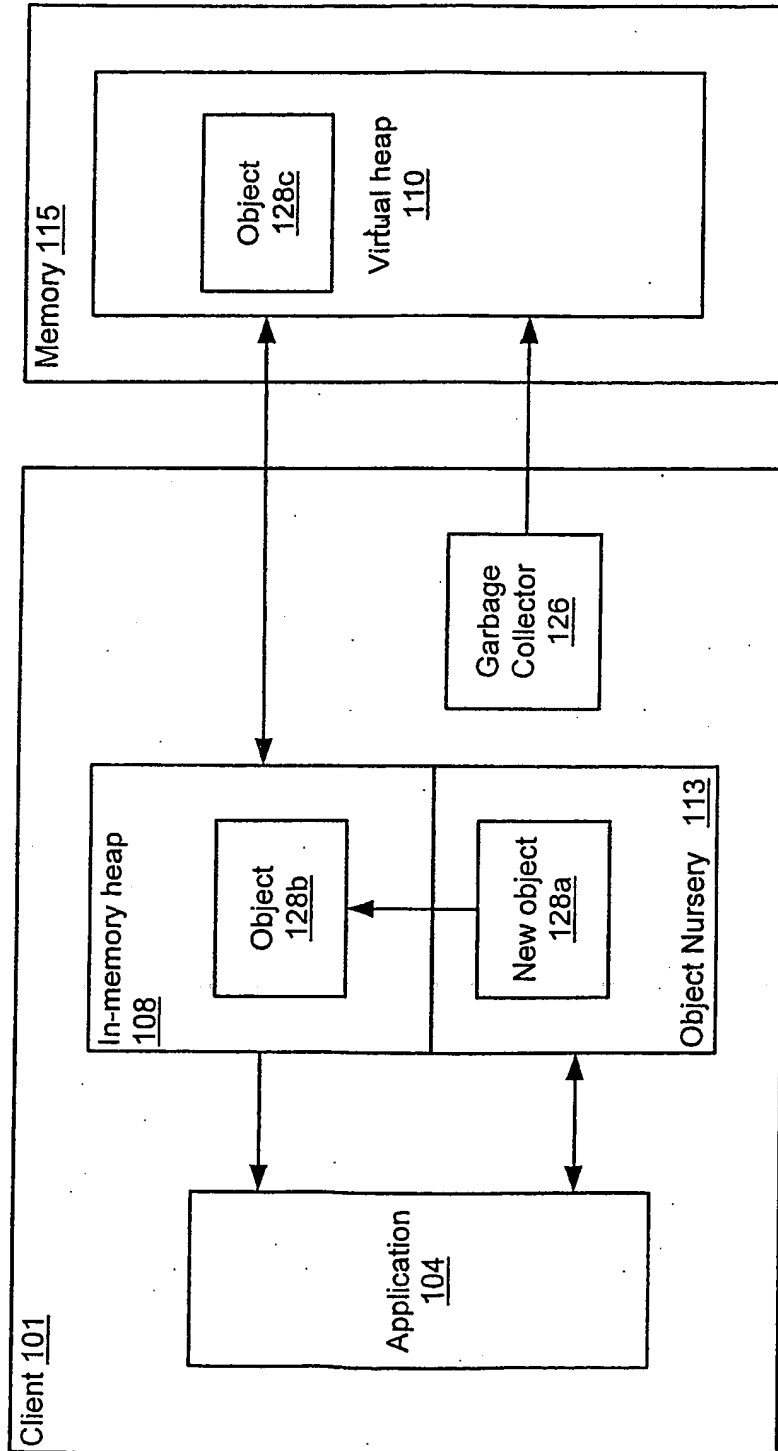 Client 101
Application
104
In-memory heap
108
Object
128b
New object
128a
Object Nursery 113
Garbage
Collector
126
Memory 115
Object
128c
Virtual heap
110